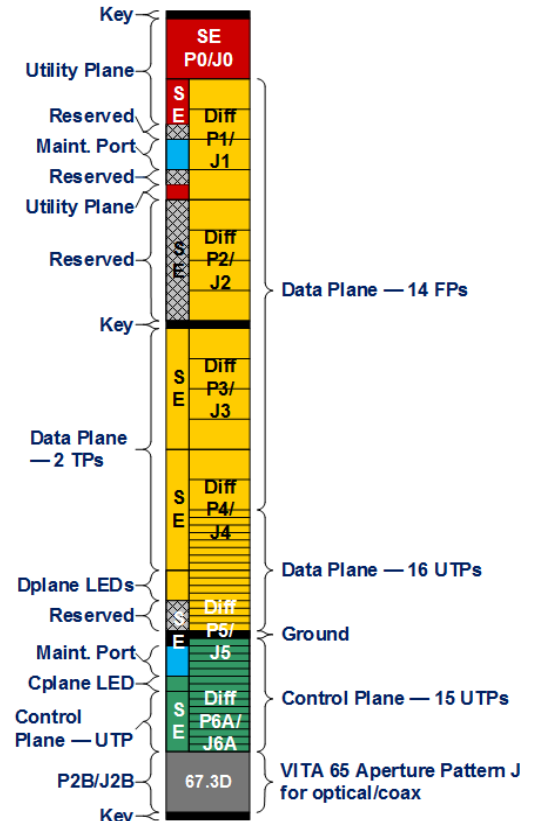 Key
SE
P0/J0
Utility Plane
S
E
Reserved
Diff
P1/
J1
Maint. Port
Reserved
Utility Plane
Reserved
S
E
Diff
P2/
J2
Data Plane — 14 FPs
Key
S
E
Diff
P3/
J3
Data Plane
— 2 TPs
S
E
Diff
P4/
J4
Dplane LEDs
Data Plane — 16 UTPs
Reserved
S
E
Diff
P5/
J5
Ground
Maint. Port
Cplane LED
Control
Plane — UTP
S
E
Diff
P6A/
J6A
Control Plane — 15 UTPs
P2B/J2B
67.3D
VITA 65 Aperture Pattern J
for optical/coax
Key